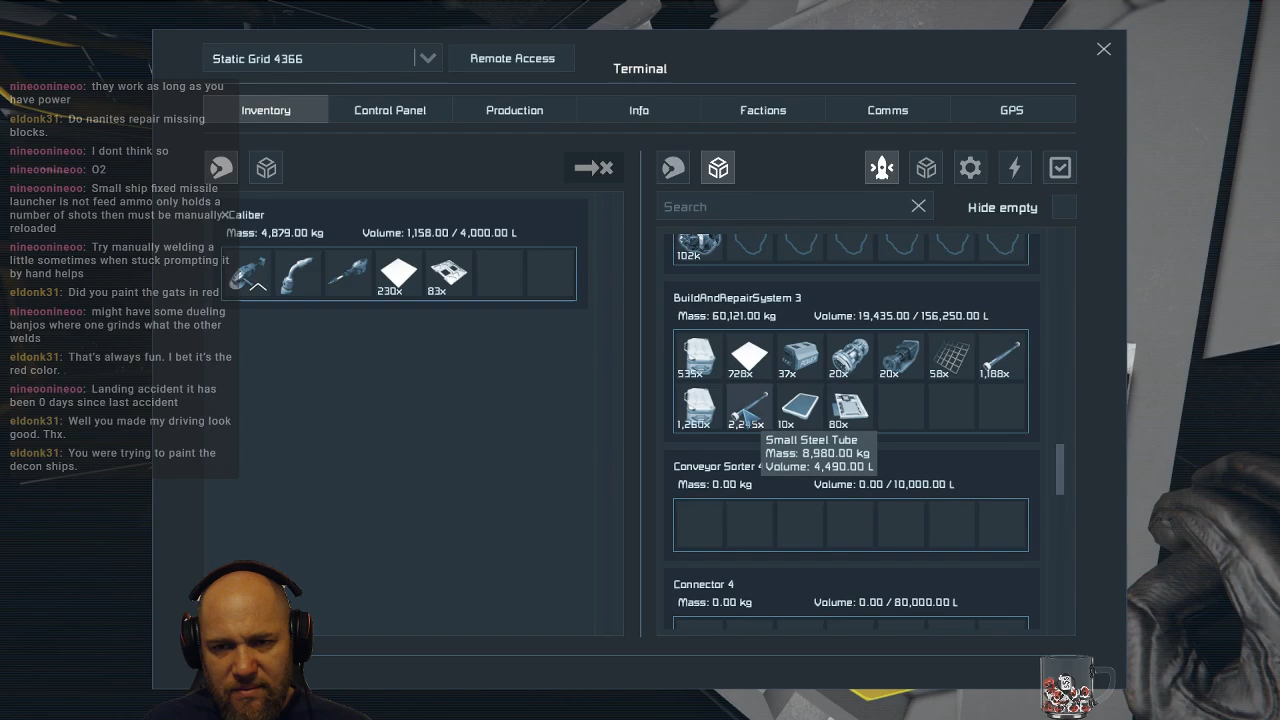 Static Grid 4366
Remote Access
Terminal
Inventory
Control Panel
Production
Info
Factions
Comms
GPS
nineoonineoo: they work as long as you
have power
eldonk31: Do nanites repair missing
blocks.
nineoonineoo: I dont think so
nineoonineoo: O2
nineoonineoo: Small ship fixed missile
launcher is not feed ammo only holds a
number of shots then must be manually
reloaded
nineoonineoo: Try manually welding a
little sometimes when stuck prompting it
by hand helps
eldonk31: Did you paint the gats in red
nineoonineoo: might have some dueling
banjos where one grinds what the other
welds
eldonk31: That's always fun. I bet it's the
red color.
nineoonineoo: Landing accident it has
been 0 days since last accident
eldonk31: Well you made my driving look
good. Thx.
eldonk31: You were trying to paint the
decon ships.
XCaliber
Mass: 4,879.00 kg
Volume: 1,158.00 / 4,000.00 L
230x
83x
Search
Hide empty
102k
BuildAndRepairSystem 3
Mass: 60,121.00 kg
Volume: 19,435.00 / 156,250.00 L
535x
728x
37x
20x
20x
58x
1,188x
1,260x
2,245x
10x
80x
Small Steel Tube
Mass: 8,980.00 kg
Volume: 4,490.00 L
Conveyor Sorter 4
Mass: 0.00 kg
Volume: 0.00 / 10,000.00 L
Connector 4
Mass: 0.00 kg
Volume: 0.00 / 80,000.00 L